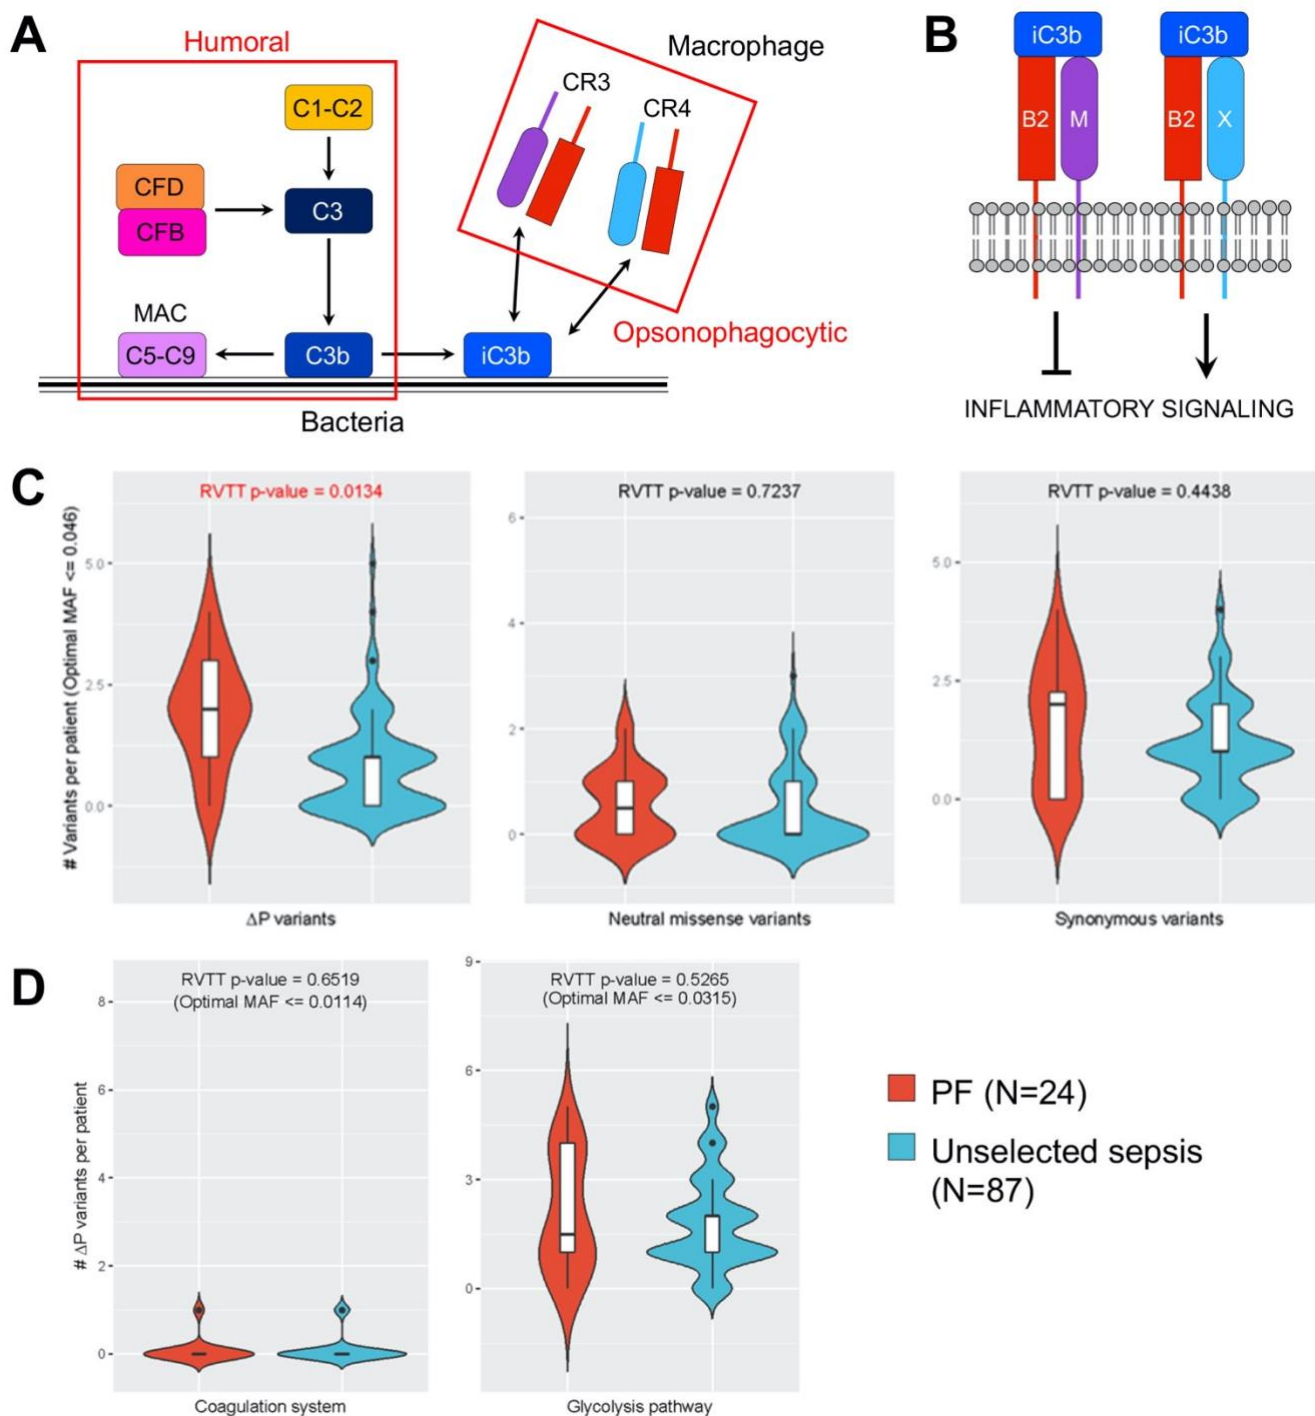 A
Humoral
C1-C2
CFD
CFB
C3
MAC
C5-C9
C3b
iC3b
Bacteria
Macrophage
CR3
CR4
Opsonophagocytic
B
iC3b
iC3b
B2
M
B2
X
INFLAMMATORY SIGNALING
C
# Variants per patient (Optimal MAF <= 0.046)
RVTT p-value = 0.0134
5.0
2.5
0.0
ΔP variants
RVTT p-value = 0.7237
6
4
2
0
Neutral missense variants
RVTT p-value = 0.4438
5.0
2.5
0.0
Synonymous variants
D
# ΔP variants per patient
RVTT p-value = 0.6519
(Optimal MAF <= 0.0114)
8
6
4
2
0
Coagulation system
RVTT p-value = 0.5265
(Optimal MAF <= 0.0315)
9
6
3
0
Glycolysis pathway
PF (N=24)
Unselected sepsis
(N=87)